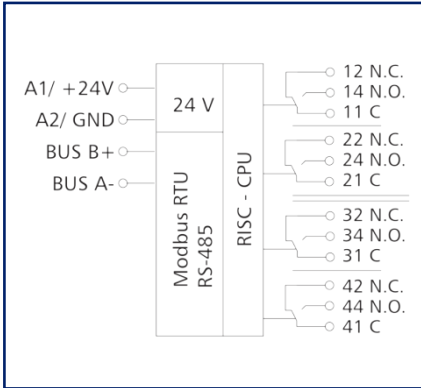 A1/ +24V
A2/ GND
BUS B+
BUS A-
24 V
Modbus RTU
RS-485
RISC - CPU
12 N.C.
14 N.O.
11 C
22 N.C.
24 N.O.
21 C
32 N.C.
34 N.O.
31 C
42 N.C.
44 N.O.
41 C